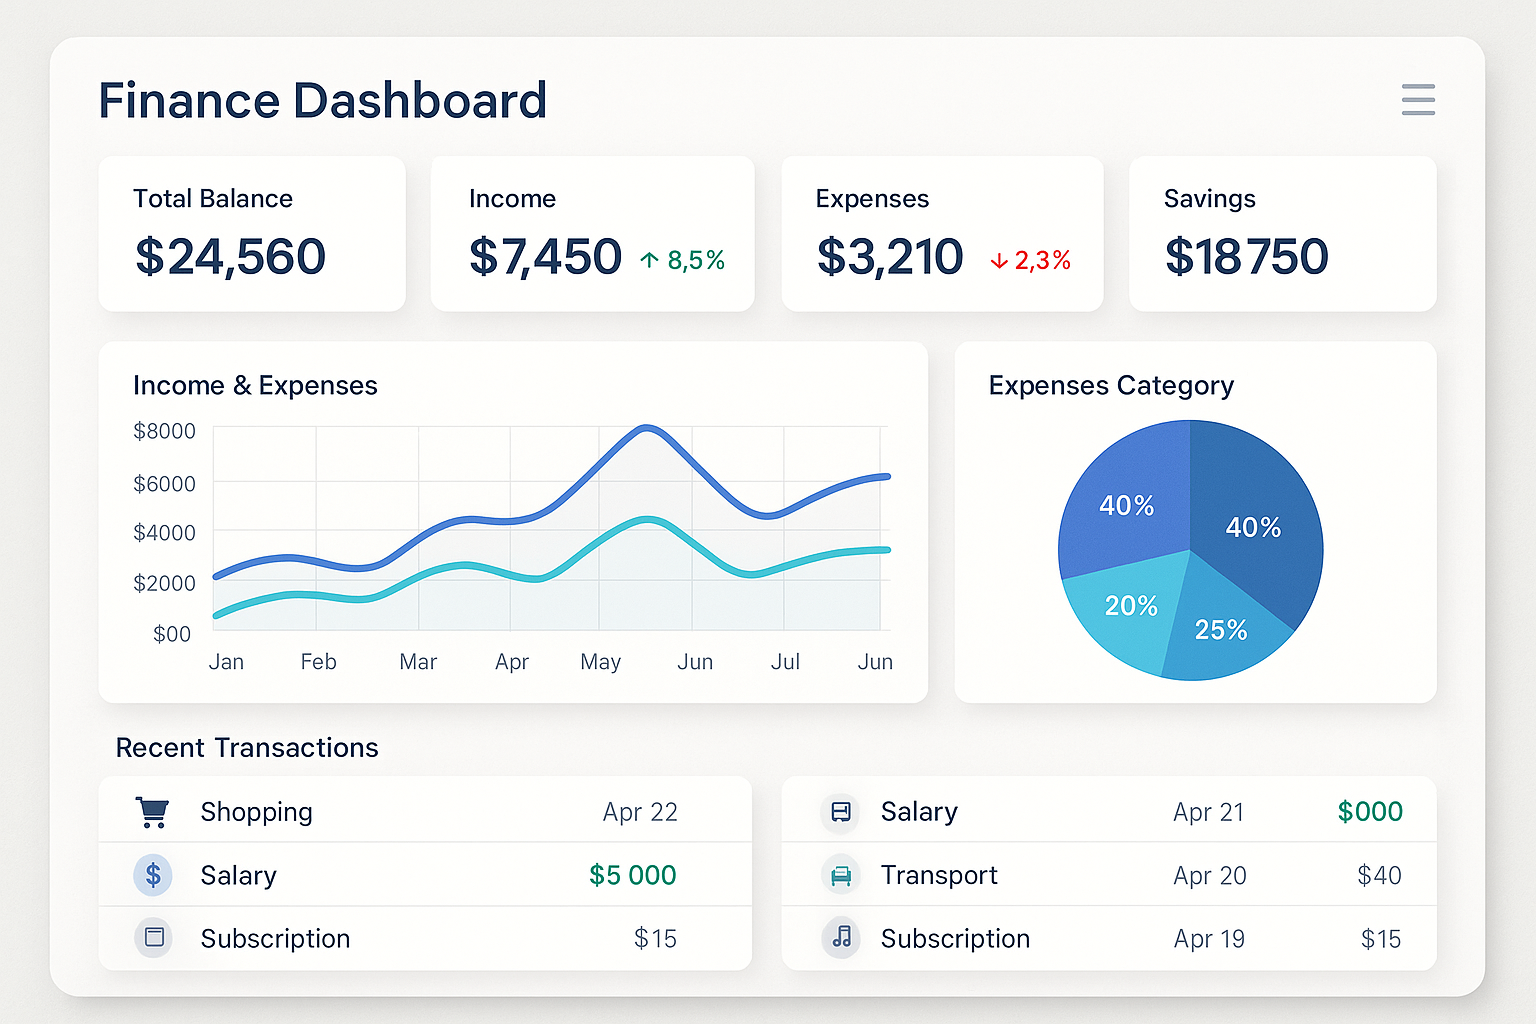 Finance Dashboard
Total Balance
$24,560
Income
$7,450 ↑ 8,5%
Expenses
$3,210 ↓ 2,3%
Savings
$18750
Income & Expenses
$8000
$6000
$4000
$2000
$00
Jan Feb Mar Apr May Jun Jul Jun
Expenses Category
40%
40%
20%
25%
Recent Transactions
Shopping Apr 22
Salary $5 000
Subscription $15
Salary Apr 21 $000
Transport Apr 20 $40
Subscription Apr 19 $15